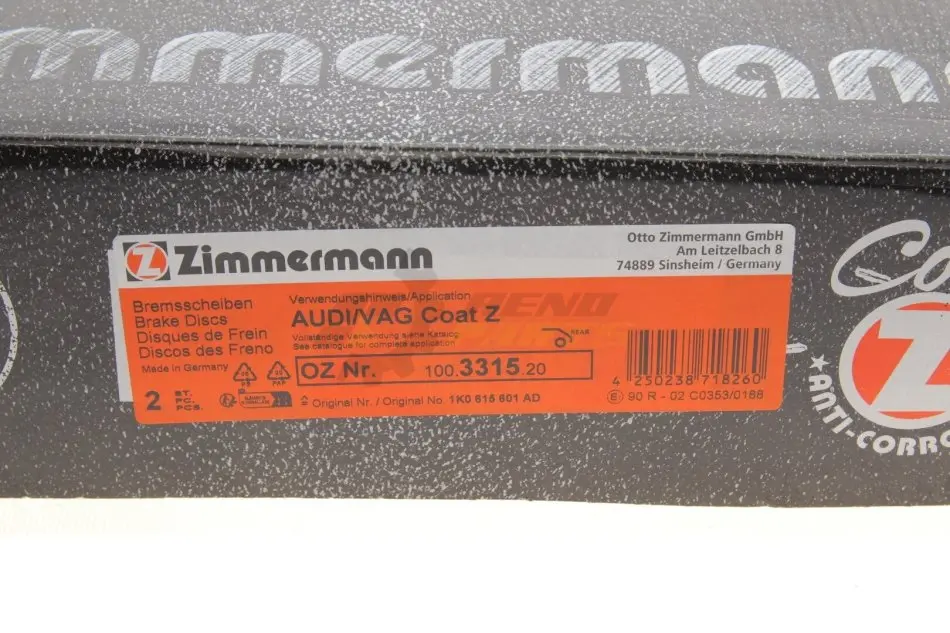 mmermann
Zimmermann
Otto Zimmermann GmbH
Am Leitzelbach 8
74889 Sinsheim / Germany
Bremsscheiben
Brake Discs
Disques de Frein
Discos des Freno
Made in Germany
2 ST.
PC.
PCS.
Verwendungshinweis/Application
AUDI/VAG Coat Z
Vollständige Verwendung siehe Katalog
See catalogue for complete application
REAR
OZ Nr. 100.3315.20
Original Nr. / Original No. 1K0 615 601 AD
4 250238 718260
E 90 R - 02 C0353/0188
Z
ANTI-CORRO